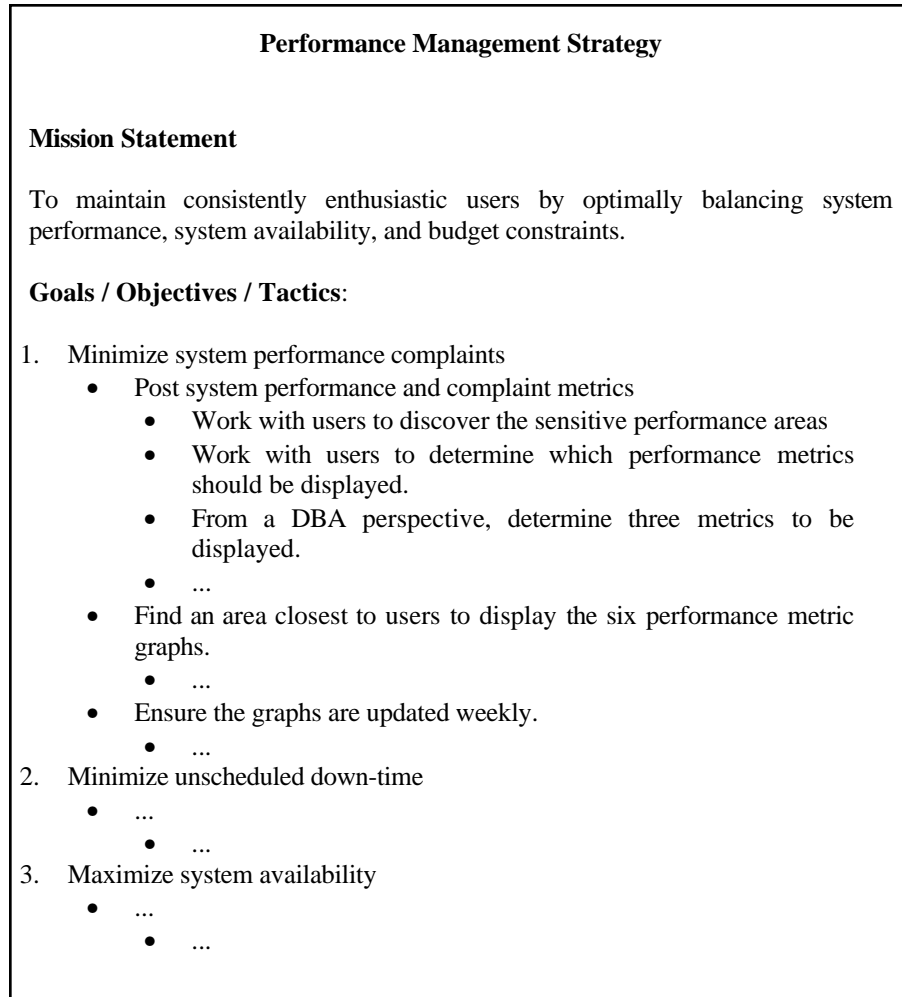 Performance Management Strategy
Mission Statement
To maintain consistently enthusiastic users by optimally balancing system
performance, system availability, and budget constraints.
Goals / Objectives / Tactics:
1. Minimize system performance complaints
• Post system performance and complaint metrics
• Work with users to discover the sensitive performance areas
• Work with users to determine which performance metrics
should be displayed.
• From a DBA perspective, determine three metrics to be
displayed.
• ...
• Find an area closest to users to display the six performance metric
graphs.
• ...
• Ensure the graphs are updated weekly.
• ...
2. Minimize unscheduled down-time
• ...
• ...
3. Maximize system availability
• ...
• ...